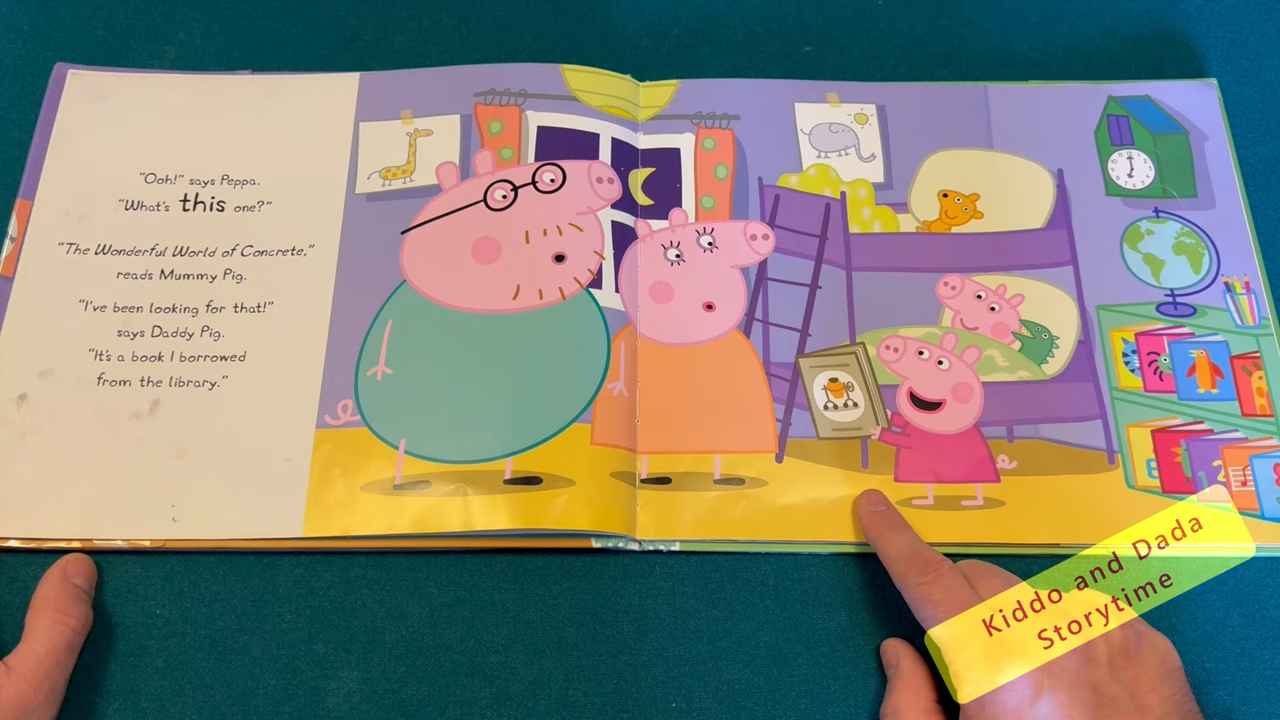 “Ooh!” says Peppa.
“What’s this one?”
“The Wonderful World of Concrete,”
reads Mummy Pig.
“I’ve been looking for that!”
says Daddy Pig.
“It’s a book I borrowed
from the library.”
Kiddo and Dada
Storytime